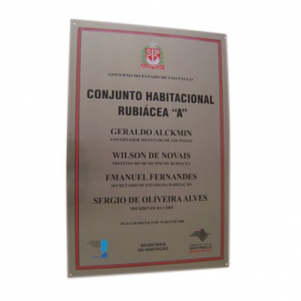 GOVERNO DO ESTADO DE SÃO PAULO
CONJUNTO HABITACIONAL
RUBIÁCEA "A"
GERALDO ALCKMIN
GOVERNADOR DO ESTADO DE SÃO PAULO
WILSON DE NOVAIS
PREFEITO DO MUNICÍPIO DE RUBIÁCEA
EMANUEL FERNANDES
SECRETÁRIO DE ESTADO DA HABITAÇÃO
SERGIO DE OLIVEIRA ALVES
PRESIDENTE DA CDHU
SECRETARIA
DA HABITAÇÃO
SÃO PAULO